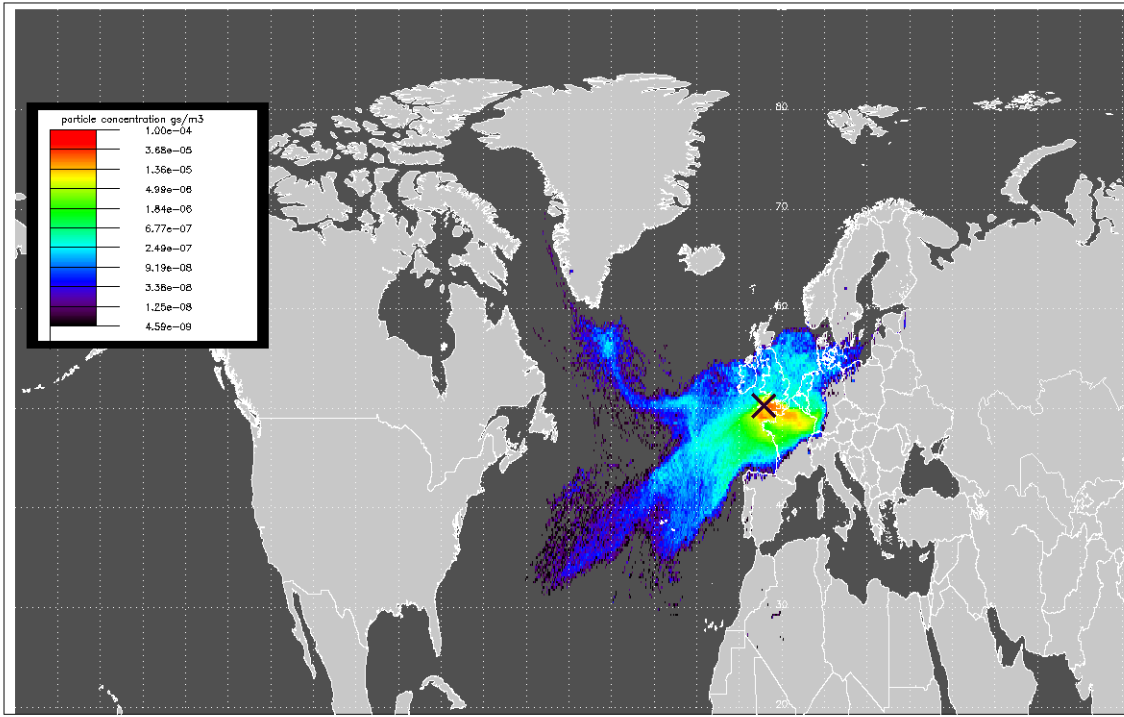 particle concentration gs/m3
1.00e-04
3.68e-05
1.36e-05
4.99e-06
1.84e-06
6.77e-07
2.49e-07
9.19e-08
3.38e-08
1.25e-08
4.59e-09
80
70
60
30
20